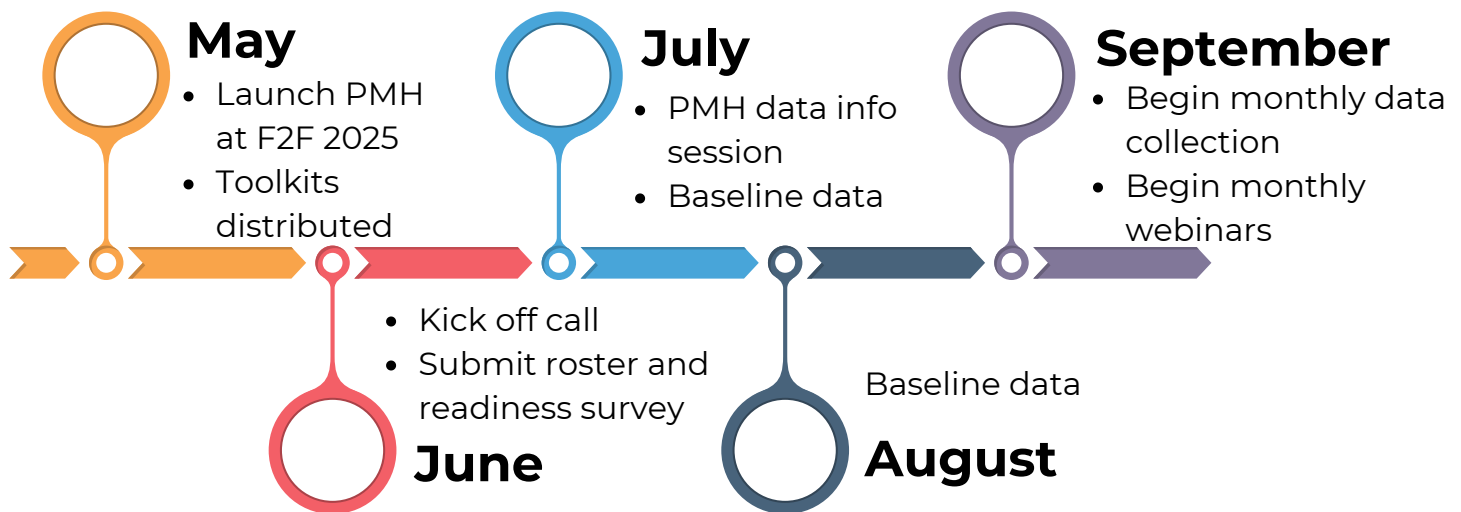 May
• Launch PMH
at F2F 2025
• Toolkits
distributed
• Kick off call
• Submit roster and
readiness survey
June
July
• PMH data info
session
• Baseline data
Baseline data
August
September
• Begin monthly data
collection
• Begin monthly
webinars